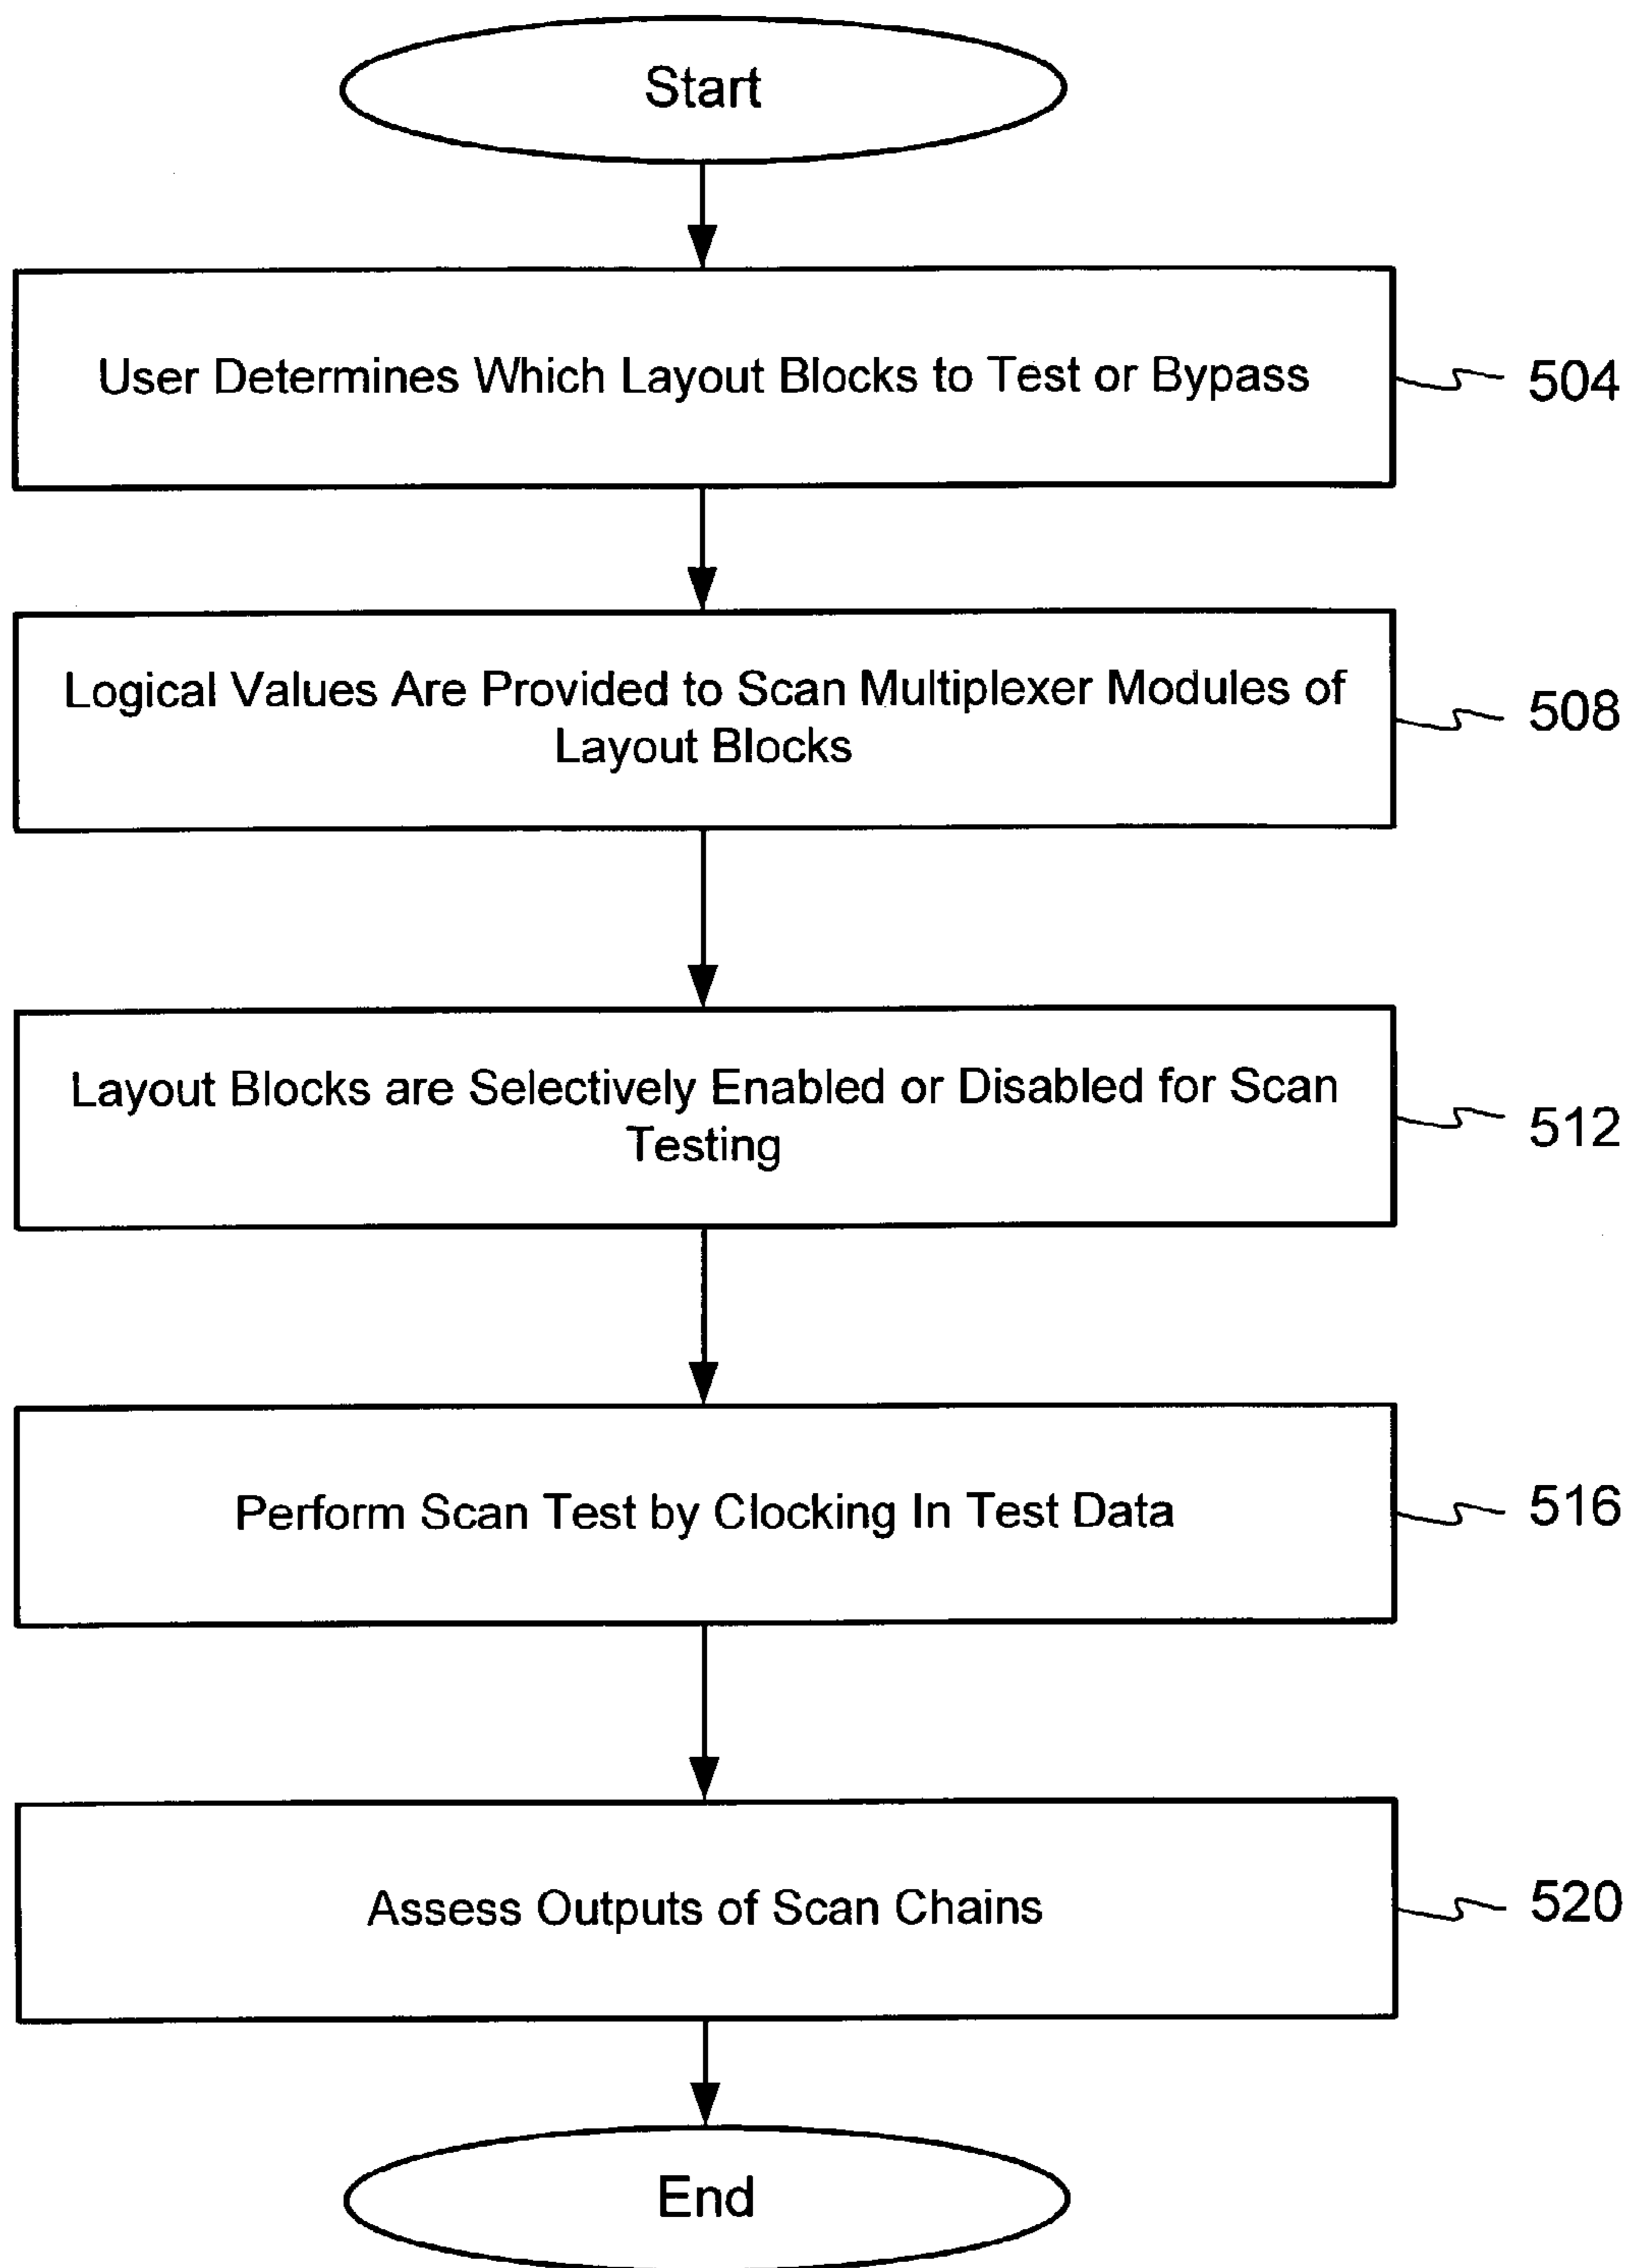 Start
User Determines Which Layout Blocks to Test or Bypass
504
Logical Values Are Provided to Scan Multiplexer Modules of
Layout Blocks
508
Layout Blocks are Selectively Enabled or Disabled for Scan
Testing
512
Perform Scan Test by Clocking In Test Data
516
Assess Outputs of Scan Chains
520
End